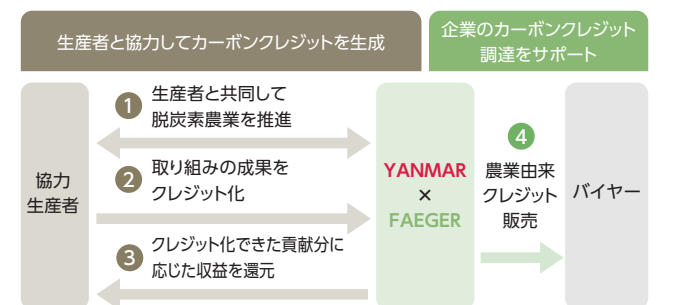 生産者と協力してカーボンクレジットを生成
企業のカーボンクレジット
調達をサポート
協力
生産者
1
生産者と共同して
脱炭素農業を推進
2
取り組みの成果を
クレジット化
3
クレジット化できた貢献分に
応じた収益を還元
YANMAR
×
FAEGER
4
農業由来
クレジット
販売
バイヤー